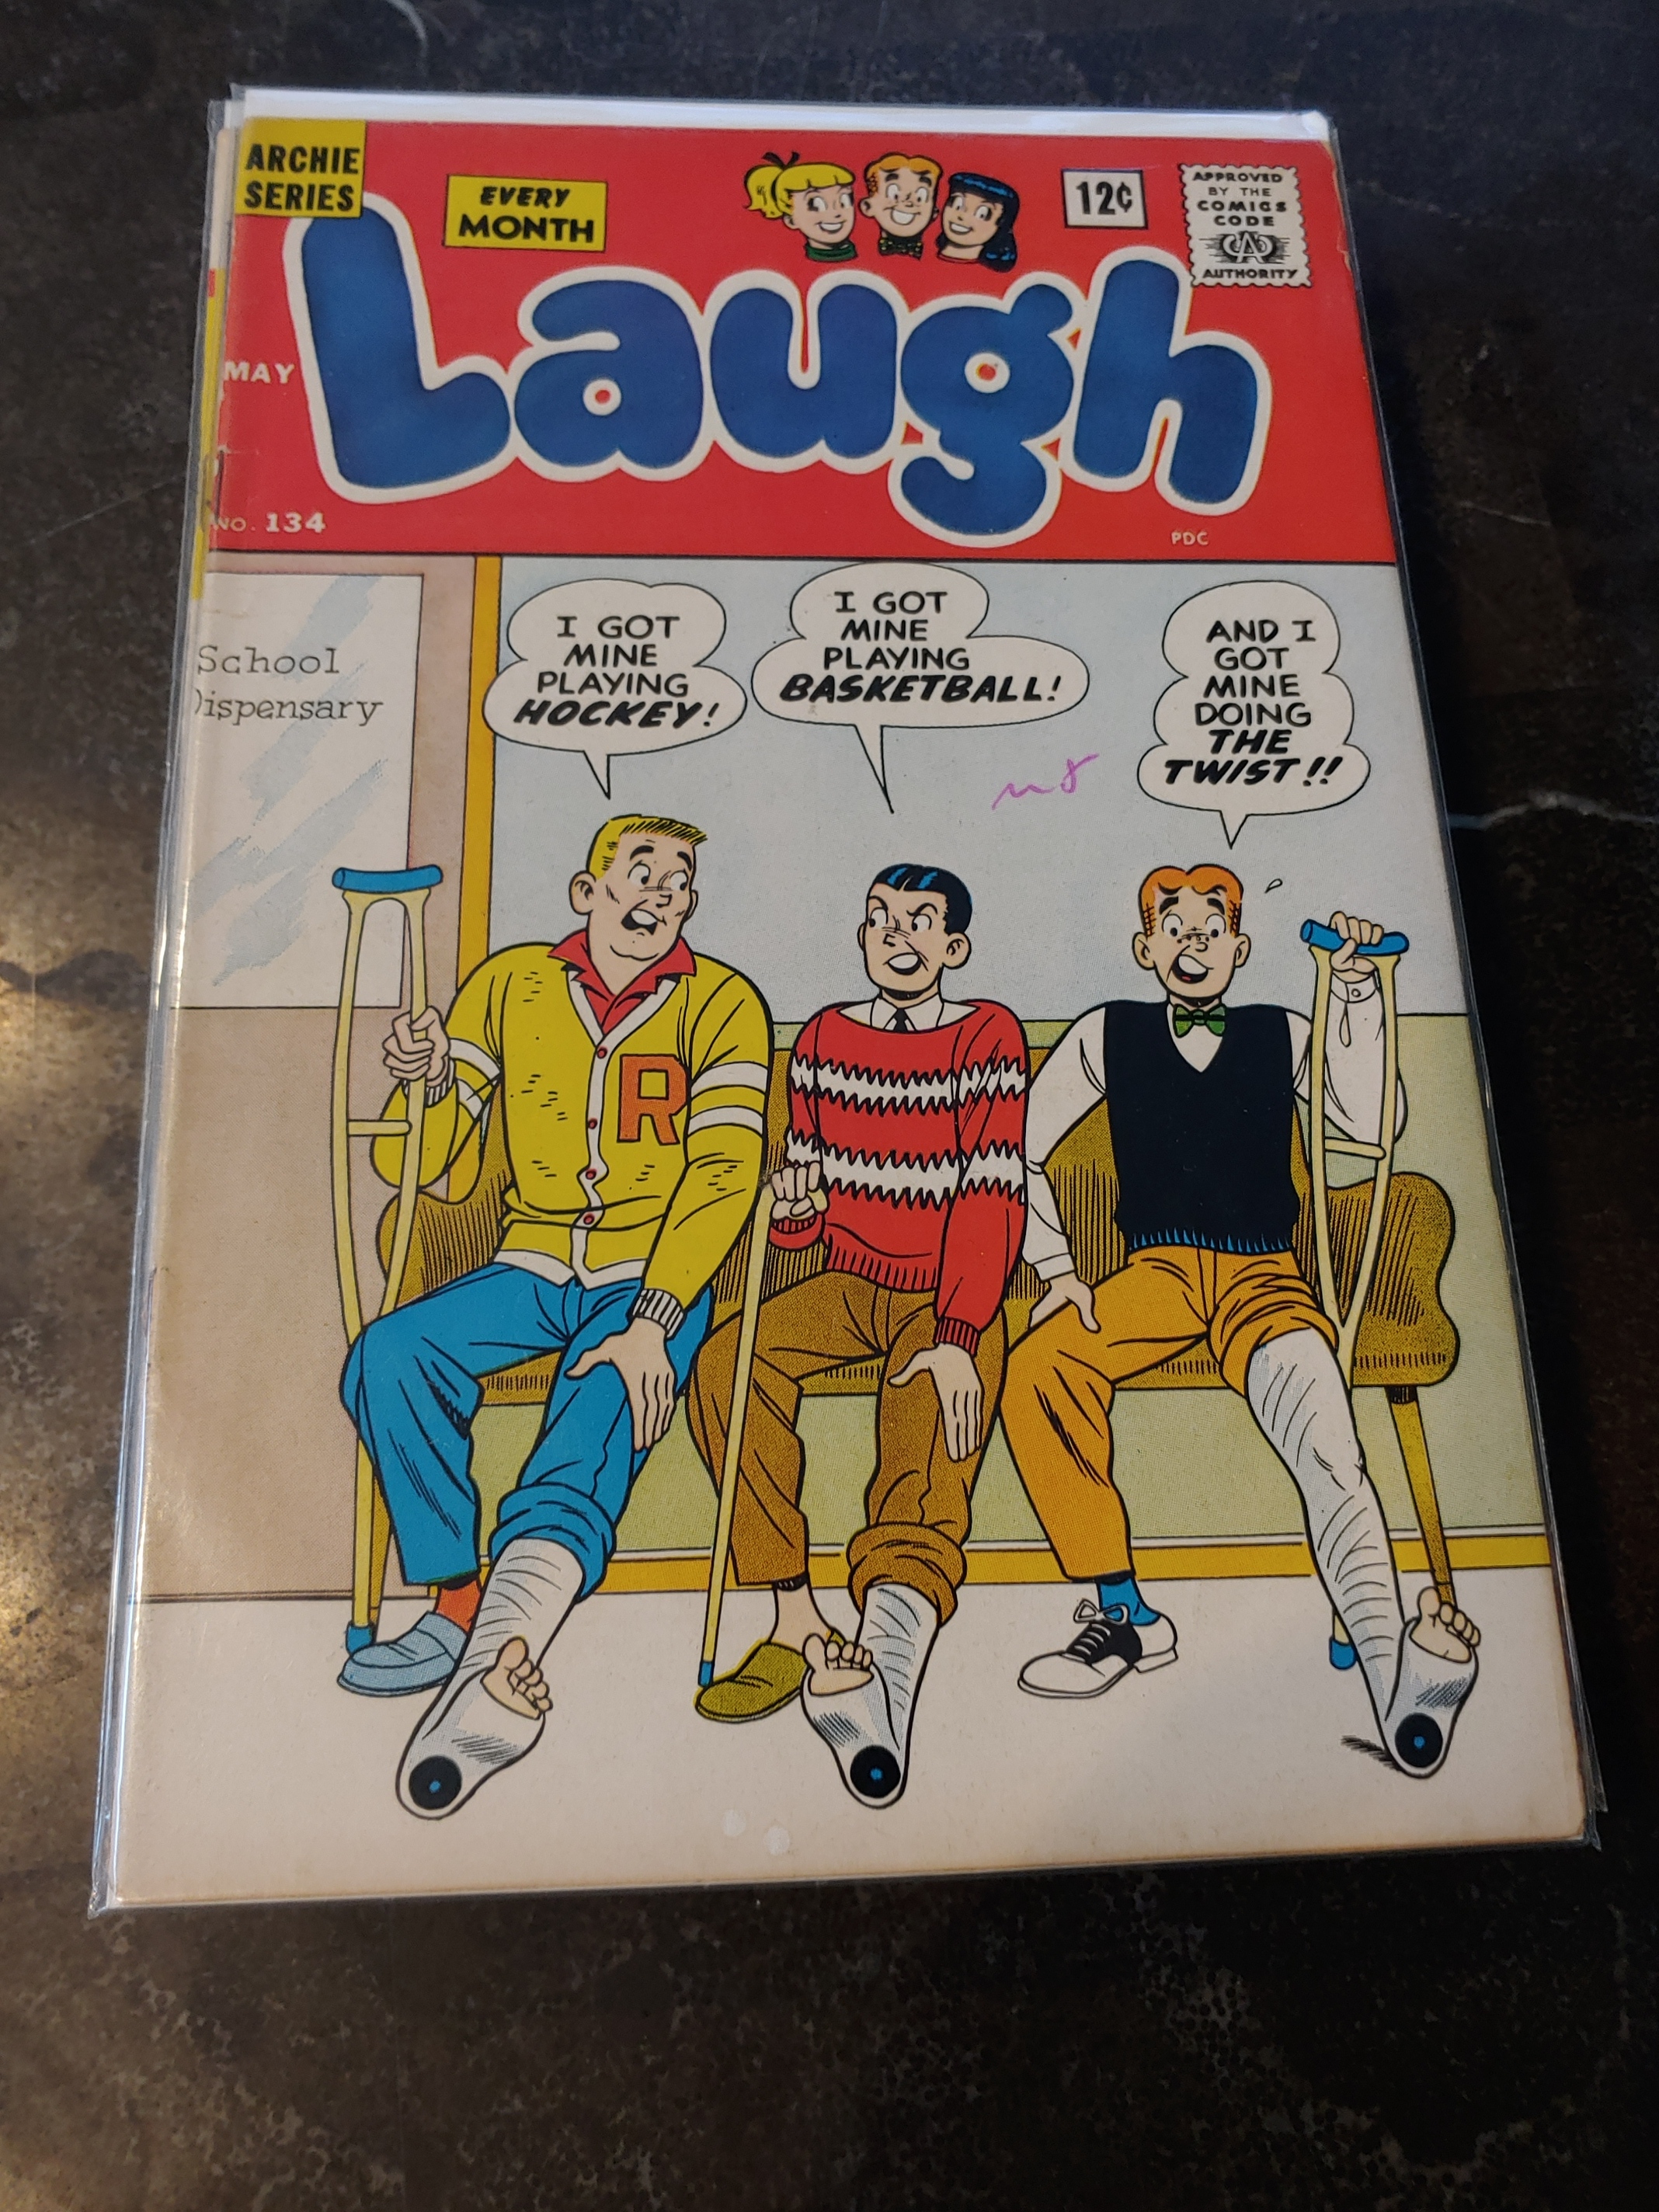 ARCHIE
SERIES
EVERY
MONTH
12¢
APPROVED
BY THE
COMICS
CODE
CA
AUTHORITY
Laugh
MAY
NO. 134
PDC
School
Dispensary
I GOT
MINE
PLAYING
HOCKEY!
I GOT
MINE
PLAYING
BASKETBALL!
AND I
GOT
MINE
DOING
THE
TWIST!!
R